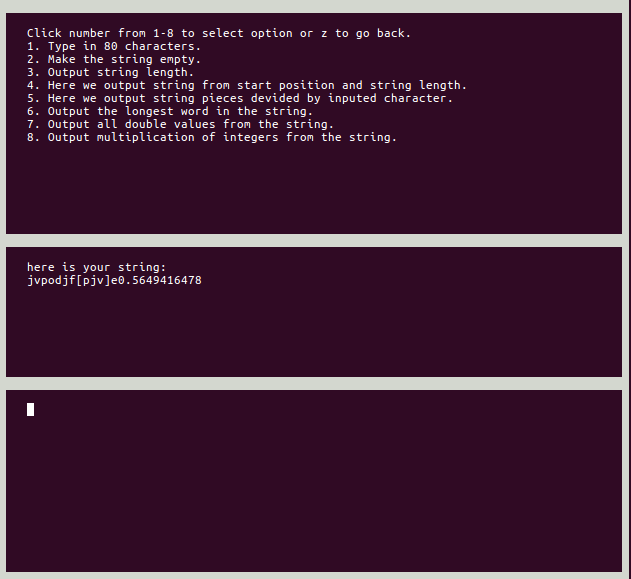 Click number from 1-8 to select option or z to go back.
1. Type in 80 characters.
2. Make the string empty.
3. Output string length.
4. Here we output string from start position and string length.
5. Here we output string pieces devided by inputed character.
6. Output the longest word in the string.
7. Output all double values from the string.
8. Output multiplication of integers from the string.
here is your string:
jvpodjf[pjv]e0.5649416478